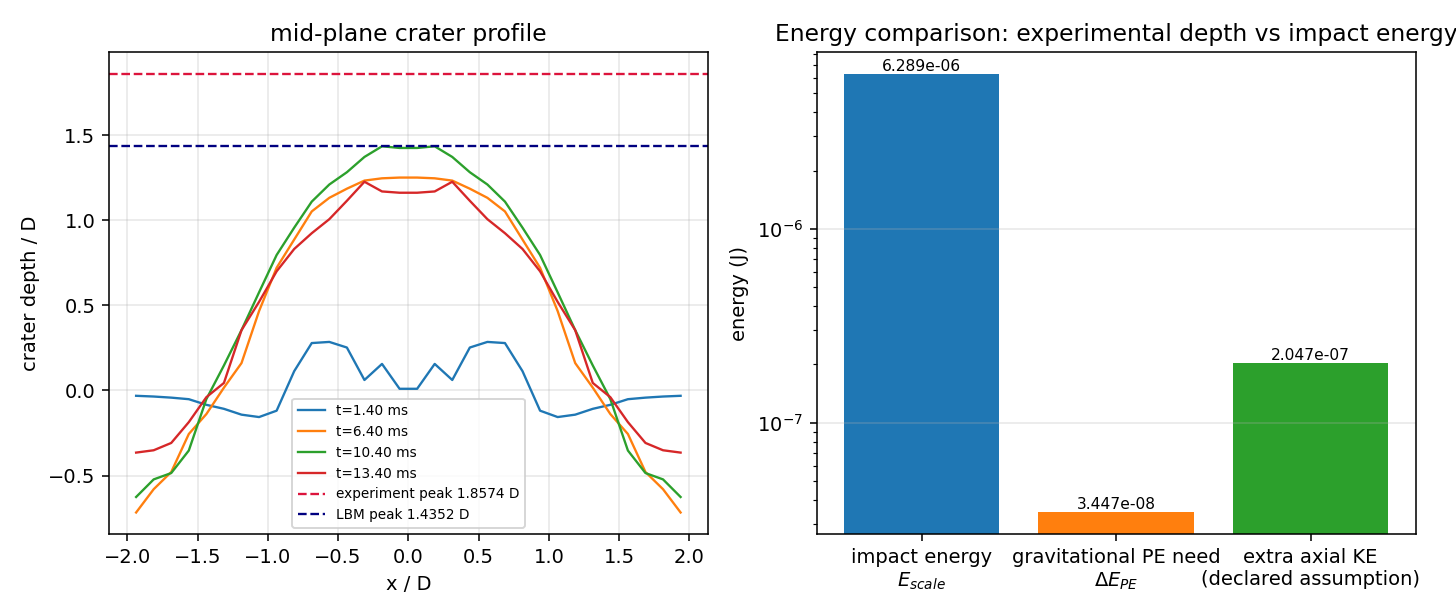 mid-plane crater profile
crater depth / D
1.5
1.0
0.5
0.0
−0.5
−2.0 −1.5 −1.0 −0.5 0.0 0.5 1.0 1.5 2.0
x / D
t=1.40 ms
t=6.40 ms
t=10.40 ms
t=13.40 ms
experiment peak 1.8574 D
LBM peak 1.4352 D
Energy comparison: experimental depth vs impact energy
energy (J)
10⁻⁶
10⁻⁷
6.289e-06
3.447e-08
2.047e-07
impact energy gravitational PE need extra axial KE
E_scale ΔE_PE (declared assumption)